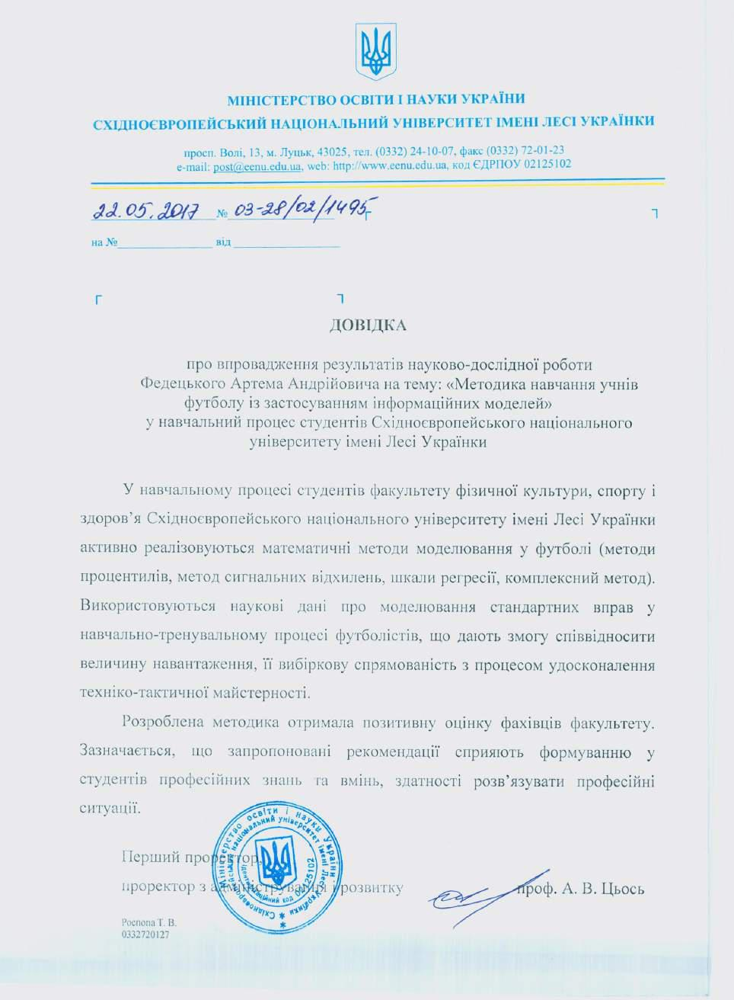 МІНІСТЕРСТВО ОСВІТИ І НАУКИ УКРАЇНИ
СХІДНОЄВРОПЕЙСЬКИЙ НАЦІОНАЛЬНИЙ УНІВЕРСИТЕТ ІМЕНІ ЛЕСІ УКРАЇНКИ
просп. Волі, 13, м. Луцьк, 43025, тел. (0332) 24-10-07, факс (0332) 72-01-23
e-mail: post@eenu.edu.ua, web: http://www.eenu.edu.ua, код ЄДРПОУ 02125102
22.05.2017 № 03-28/02/1495
на №________________ від __________________
ДОВІДКА
про впровадження результатів науково-дослідної роботи
Федецького Артема Андрійовича на тему: «Методика навчання учнів
футболу із застосуванням інформаційних моделей»
у навчальний процес студентів Східноєвропейського національного
університету імені Лесі Українки
У навчальному процесі студентів факультету фізичної культури, спорту і
здоров’я Східноєвропейського національного університету імені Лесі Українки
активно реалізовуються математичні методи моделювання у футболі (методи
процентилів, метод сигнальних відхилень, шкали регресії, комплексний метод).
Використовуються наукові дані про моделювання стандартних вправ у
навчально-тренувальному процесі футболістів, що дають змогу співвідносити
величину навантаження, її вибіркову спрямованість з процесом удосконалення
техніко-тактичної майстерності.
Розроблена методика отримала позитивну оцінку фахівців факультету.
Зазначається, що запропоновані рекомендації сприяють формуванню у
студентів професійних знань та вмінь, здатності розв’язувати професійні
ситуації.
Перший проректор,
проректор з адміністрування і розвитку проф. А. В. Цьось
Міністерство освіти і науки України
Східноєвропейський національний університет імені Лесі Українки
Ідентифікаційний код 02125102
Роспопа Т. В.
0332720127